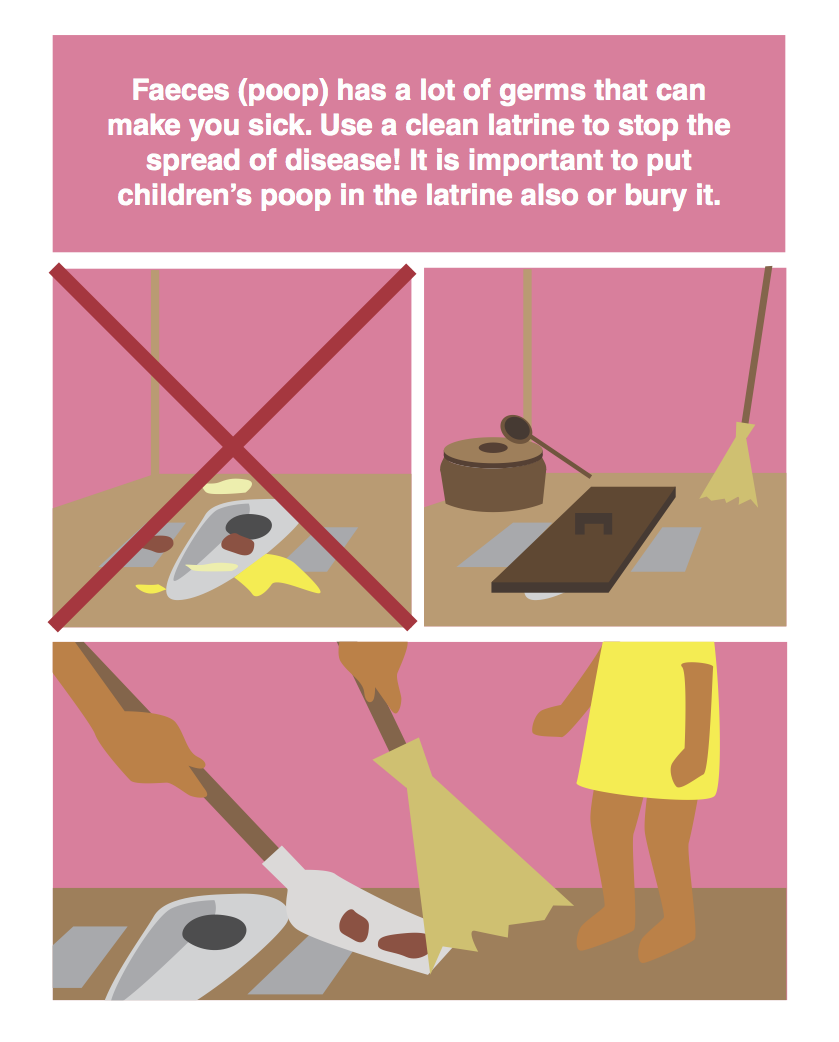 Faeces (poop) has a lot of germs that can
make you sick. Use a clean latrine to stop the
spread of disease! It is important to put
children’s poop in the latrine also or bury it.